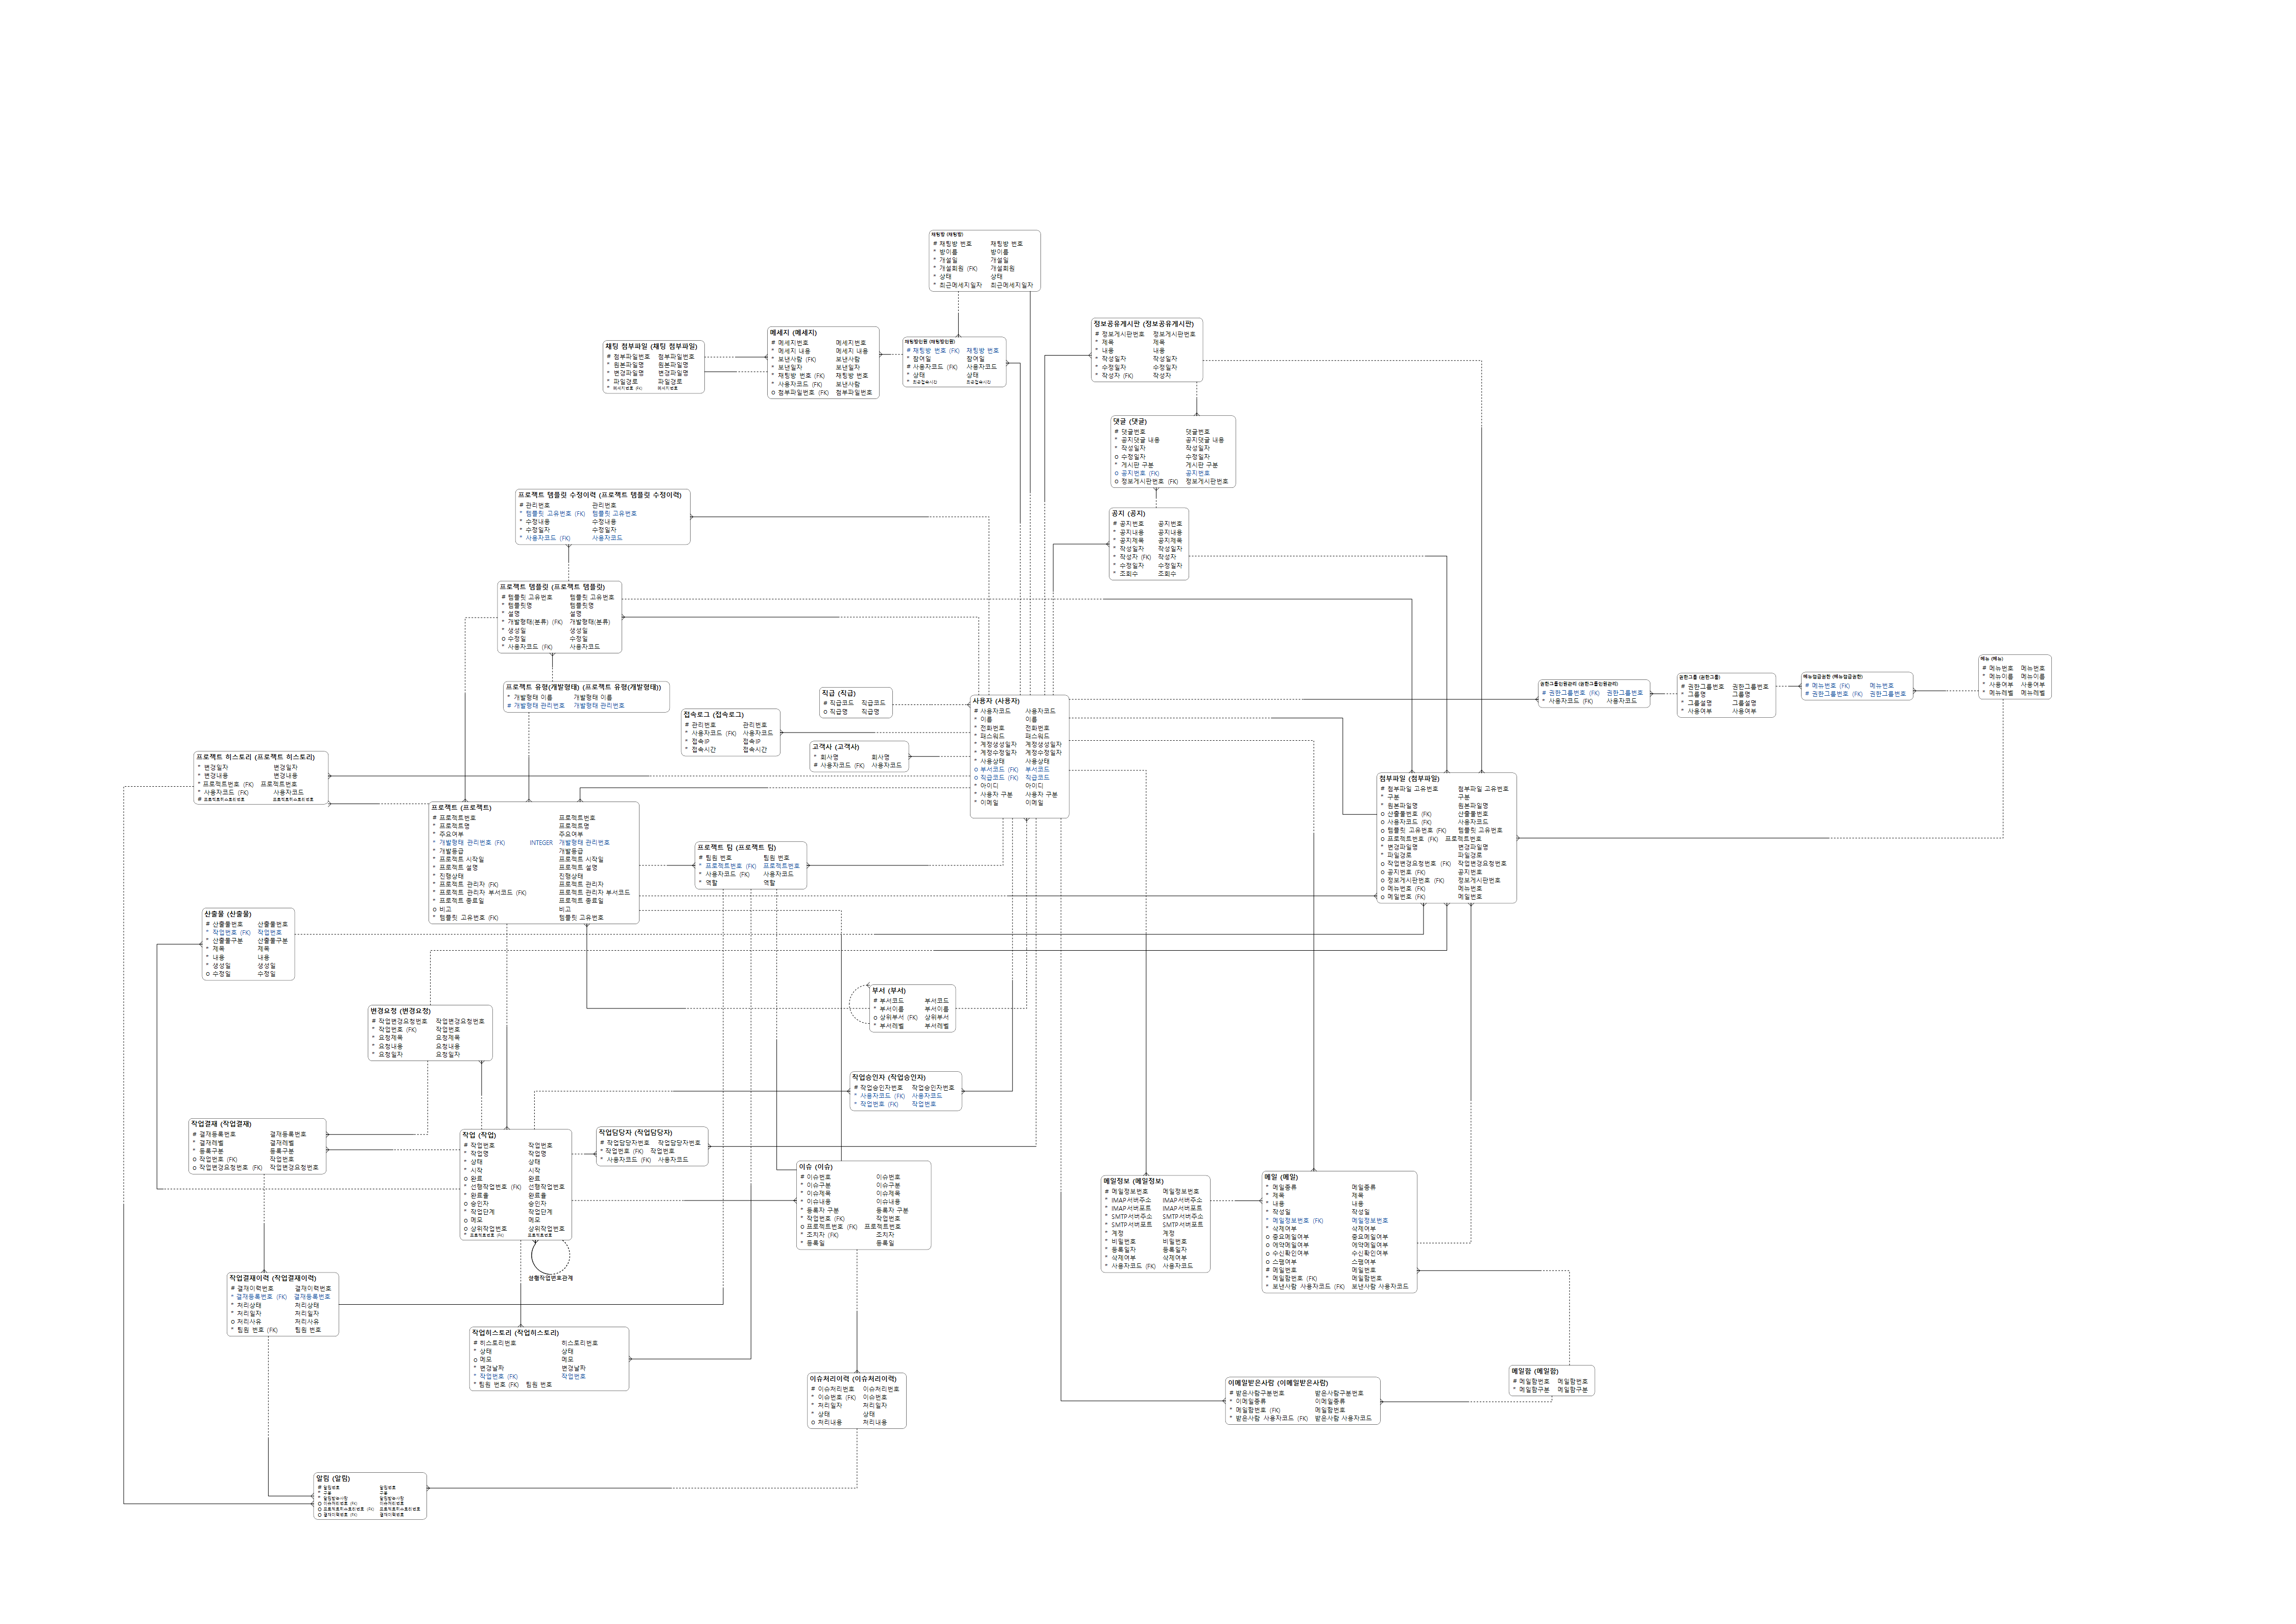 채팅방 (채팅방)
# 채팅방 번호 채팅방 번호
* 방이름 방이름
* 개설일 개설일
* 개설회원 (FK) 개설회원
* 상태 상태
* 최근메세지일자 최근메세지일자
채팅 첨부파일 (채팅 첨부파일)
# 첨부파일번호 첨부파일번호
* 원본파일명 원본파일명
* 변경파일명 변경파일명
* 파일경로 파일경로
* 메세지번호 (FK) 메세지번호
메세지 (메세지)
# 메세지번호 메세지번호
* 메세지 내용 메세지 내용
* 보낸사람 (FK) 보낸사람
* 보낸일자 보낸일자
* 채팅방 번호 (FK) 채팅방 번호
* 사용자코드 (FK) 보낸사람
o 첨부파일번호 (FK) 첨부파일번호
채팅방인원 (채팅방인원)
# 채팅방 번호 (FK) 채팅방 번호
* 참여일 참여일
# 사용자코드 (FK) 사용자코드
* 상태 상태
* 최근접속시간 최근접속시간
정보공유게시판 (정보공유게시판)
# 정보게시판번호 정보게시판번호
* 제목 제목
* 내용 내용
* 작성일자 작성일자
* 수정일자 수정일자
* 작성자 (FK) 작성자
댓글 (댓글)
# 댓글번호 댓글번호
* 공지댓글 내용 공지댓글 내용
* 작성일자 작성일자
o 수정일자 수정일자
* 게시판 구분 게시판 구분
o 공지번호 (FK) 공지번호
o 정보게시판번호 (FK) 정보게시판번호
프로젝트 템플릿 수정이력 (프로젝트 템플릿 수정이력)
# 관리번호 관리번호
* 템플릿 고유번호 (FK) 템플릿 고유번호
* 수정내용 수정내용
* 수정일자 수정일자
* 사용자코드 (FK) 사용자코드
공지 (공지)
# 공지번호 공지번호
* 공지내용 공지내용
* 공지제목 공지제목
* 작성일자 작성일자
* 작성자 (FK) 작성자
* 수정일자 수정일자
* 조회수 조회수
프로젝트 템플릿 (프로젝트 템플릿)
# 템플릿 고유번호 템플릿 고유번호
* 템플릿명 템플릿명
* 설명 설명
* 개발형태(분류) (FK) 개발형태(분류)
* 생성일 생성일
o 수정일 수정일
* 사용자코드 (FK) 사용자코드
프로젝트 유형(개발형태) (프로젝트 유형(개발형태))
* 개발형태 이름 개발형태 이름
# 개발형태 관리번호 개발형태 관리번호
직급 (직급)
# 직급코드 직급코드
o 직급명 직급명
접속로그 (접속로그)
# 관리번호 관리번호
* 사용자코드 (FK) 사용자코드
* 접속IP 접속IP
* 접속시간 접속시간
고객사 (고객사)
* 회사명 회사명
# 사용자코드 (FK) 사용자코드
사용자 (사용자)
# 사용자코드 사용자코드
* 이름 이름
* 전화번호 전화번호
* 패스워드 패스워드
* 계정생성일자 계정생성일자
* 계정수정일자 계정수정일자
* 사용상태 사용상태
o 부서코드 (FK) 부서코드
o 직급코드 (FK) 직급코드
* 아이디 아이디
* 사용자 구분 사용자 구분
* 이메일 이메일
권한그룹인원관리 (권한그룹인원관리)
# 권한그룹번호 (FK) 권한그룹번호
* 사용자코드 (FK) 사용자코드
권한그룹 (권한그룹)
# 권한그룹번호 권한그룹번호
* 그룹명 그룹명
* 그룹설명 그룹설명
* 사용여부 사용여부
메뉴접급권한 (메뉴접급권한)
# 메뉴번호 (FK) 메뉴번호
# 권한그룹번호 (FK) 권한그룹번호
메뉴 (메뉴)
# 메뉴번호 메뉴번호
* 메뉴이름 메뉴이름
* 사용여부 사용여부
* 메뉴레벨 메뉴레벨
프로젝트 히스토리 (프로젝트 히스토리)
* 변경일자 변경일자
* 변경내용 변경내용
* 프로젝트번호 (FK) 프로젝트번호
* 사용자코드 (FK) 사용자코드
# 프로젝트히스토리번호 프로젝트히스토리번호
첨부파일 (첨부파일)
# 첨부파일 고유번호 첨부파일 고유번호
* 구분 구분
* 원본파일명 원본파일명
o 산출물번호 (FK) 산출물번호
o 사용자코드 (FK) 사용자코드
o 템플릿 고유번호 (FK) 템플릿 고유번호
o 프로젝트번호 (FK) 프로젝트번호
* 변경파일명 변경파일명
* 파일경로 파일경로
o 작업변경요청번호 (FK) 작업변경요청번호
o 공지번호 (FK) 공지번호
o 정보게시판번호 (FK) 정보게시판번호
o 메뉴번호 (FK) 메뉴번호
o 메일번호 (FK) 메일번호
프로젝트 (프로젝트)
# 프로젝트번호 프로젝트번호
* 프로젝트명 프로젝트명
* 주요여부 주요여부
* 개발형태 관리번호 (FK) INTEGER 개발형태 관리번호
* 개발등급 개발등급
* 프로젝트 시작일 프로젝트 시작일
* 프로젝트 설명 프로젝트 설명
* 진행상태 진행상태
* 프로젝트 관리자 (FK) 프로젝트 관리자
* 프로젝트 관리자 부서코드 (FK) 프로젝트 관리자 부서코드
* 프로젝트 종료일 프로젝트 종료일
o 비고 비고
* 템플릿 고유번호 (FK) 템플릿 고유번호
프로젝트 팀 (프로젝트 팀)
# 팀원 번호 팀원 번호
* 프로젝트번호 (FK) 프로젝트번호
* 사용자코드 (FK) 사용자코드
* 역할 역할
산출물 (산출물)
# 산출물번호 산출물번호
* 작업번호 (FK) 작업번호
* 산출물구분 산출물구분
* 제목 제목
* 내용 내용
* 생성일 생성일
o 수정일 수정일
부서 (부서)
# 부서코드 부서코드
* 부서이름 부서이름
o 상위부서 (FK) 상위부서
* 부서레벨 부서레벨
변경요청 (변경요청)
# 작업변경요청번호 작업변경요청번호
* 작업번호 (FK) 작업번호
* 요청제목 요청제목
* 요청내용 요청내용
* 요청일자 요청일자
작업승인자 (작업승인자)
# 작업승인자번호 작업승인자번호
* 사용자코드 (FK) 사용자코드
* 작업번호 (FK) 작업번호
작업결재 (작업결재)
# 결재등록번호 결재등록번호
* 결재레벨 결재레벨
* 등록구분 등록구분
o 작업번호 (FK) 작업번호
o 작업변경요청번호 (FK) 작업변경요청번호
작업 (작업)
# 작업번호 작업번호
* 작업명 작업명
* 상태 상태
* 시작 시작
o 완료 완료
* 선행작업번호 (FK) 선행작업번호
* 완료율 완료율
o 승인자 승인자
* 작업단계 작업단계
o 메모 메모
o 상위작업번호 상위작업번호
* 프로젝트번호 (FK) 프로젝트번호
선행작업번호관계
작업담당자 (작업담당자)
# 작업담당자번호 작업담당자번호
* 작업번호 (FK) 작업번호
* 사용자코드 (FK) 사용자코드
이슈 (이슈)
# 이슈번호 이슈번호
* 이슈구분 이슈구분
* 이슈제목 이슈제목
* 이슈내용 이슈내용
* 등록자 구분 등록자 구분
* 작업번호 (FK) 작업번호
o 프로젝트번호 (FK) 프로젝트번호
* 조치자 (FK) 조치자
* 등록일 등록일
메일정보 (메일정보)
# 메일정보번호 메일정보번호
* IMAP서버주소 IMAP서버주소
* IMAP서버포트 IMAP서버포트
* SMTP서버주소 SMTP서버주소
* SMTP서버포트 SMTP서버포트
* 계정 계정
* 비밀번호 비밀번호
* 등록일자 등록일자
* 삭제여부 삭제여부
* 사용자코드 (FK) 사용자코드
메일 (메일)
* 메일종류 메일종류
* 제목 제목
* 내용 내용
* 작성일 작성일
* 메일정보번호 (FK) 메일정보번호
* 삭제여부 삭제여부
o 중요메일여부 중요메일여부
o 예약메일여부 예약메일여부
o 수신확인여부 수신확인여부
o 스팸여부 스팸여부
# 메일번호 메일번호
* 메일함번호 (FK) 메일함번호
* 보낸사람 사용자코드 (FK) 보낸사람 사용자코드
작업결재이력 (작업결재이력)
# 결재이력번호 결재이력번호
* 결재등록번호 (FK) 결재등록번호
* 처리상태 처리상태
* 처리일자 처리일자
o 처리사유 처리사유
* 팀원 번호 (FK) 팀원 번호
작업히스토리 (작업히스토리)
# 히스토리번호 히스토리번호
* 상태 상태
o 메모 메모
* 변경날자 변경날자
* 작업번호 (FK) 작업번호
* 팀원 번호 (FK) 팀원 번호
이슈처리이력 (이슈처리이력)
# 이슈처리번호 이슈처리번호
* 이슈번호 (FK) 이슈번호
* 처리일자 처리일자
* 상태 상태
o 처리내용 처리내용
이메일받은사람 (이메일받은사람)
# 받은사람구분번호 받은사람구분번호
* 이메일종류 이메일종류
* 메일함번호 (FK) 메일함번호
* 받은사람 사용자코드 (FK) 받은사람 사용자코드
메일함 (메일함)
# 메일함번호 메일함번호
* 메일함구분 메일함구분
알림 (알림)
# 알림번호 알림번호
* 구분 구분
* 알림받을사람 알림받을사람
o 이슈처리번호 (FK) 이슈처리번호
o 프로젝트히스토리번호 (FK) 프로젝트히스토리번호
o 결재이력번호 (FK) 결재이력번호